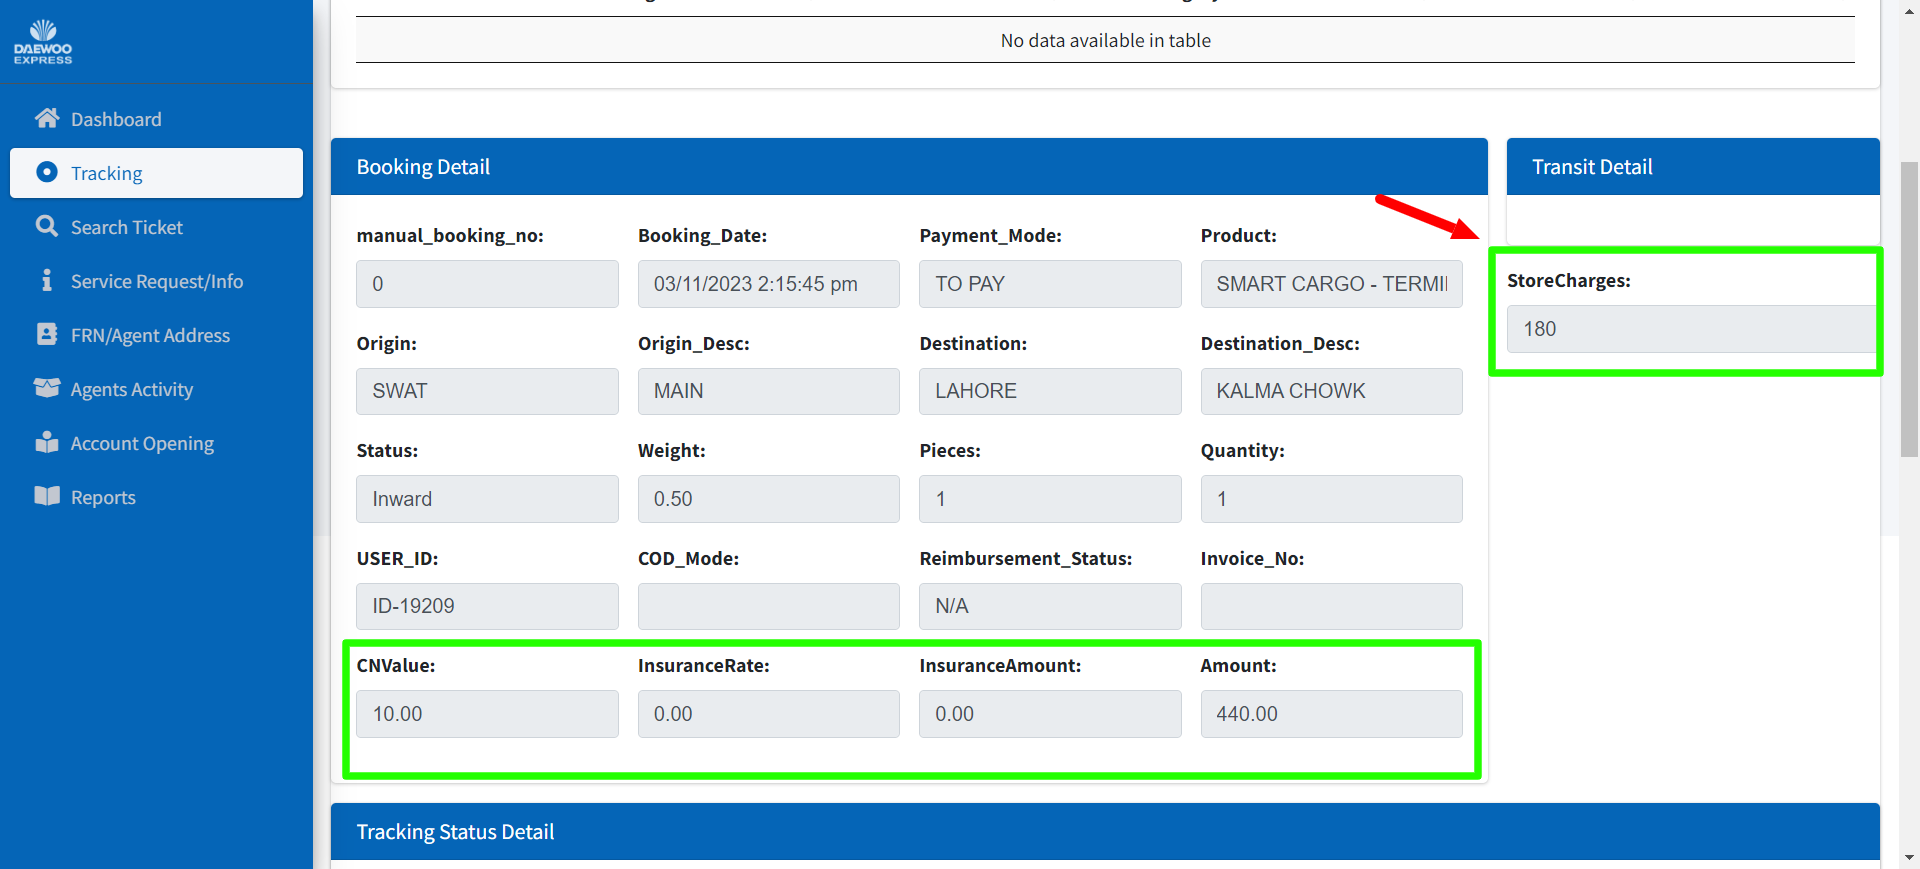 DAEWOO
EXPRESS
Dashboard
Tracking
Search Ticket
Service Request/Info
FRN/Agent Address
Agents Activity
Account Opening
Reports
No data available in table
Booking Detail
manual_booking_no: Booking_Date: Payment_Mode: Product:
0 03/11/2023 2:15:45 pm TO PAY SMART CARGO - TERMII
Origin: Origin_Desc: Destination: Destination_Desc:
SWAT MAIN LAHORE KALMA CHOWK
Status: Weight: Pieces: Quantity:
Inward 0.50 1 1
USER_ID: COD_Mode: Reimbursement_Status: Invoice_No:
ID-19209 N/A
CNValue: InsuranceRate: InsuranceAmount: Amount:
10.00 0.00 0.00 440.00
Transit Detail
StoreCharges:
180
Tracking Status Detail